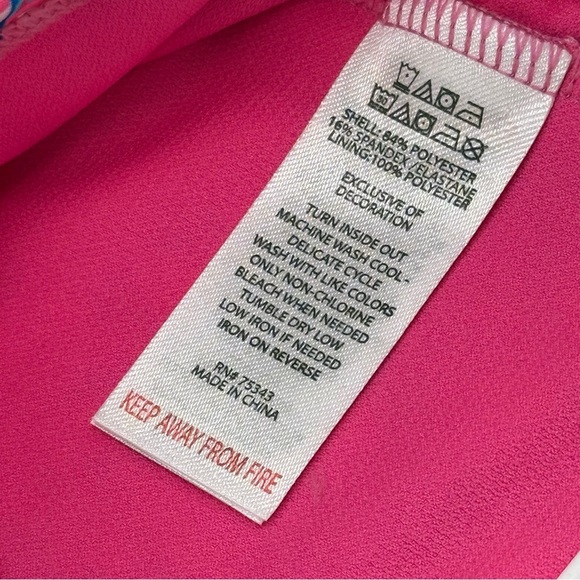 SHELL: 84% POLYESTER
16% SPANDEX/ELASTANE
LINING:100% POLYESTER
EXCLUSIVE OF
DECORATION
TURN INSIDE OUT
MACHINE WASH COOL-
DELICATE CYCLE
WASH WITH LIKE COLORS
ONLY NON-CHLORINE
BLEACH WHEN NEEDED
TUMBLE DRY LOW
LOW IRON IF NEEDED
IRON ON REVERSE
RN# 75343
MADE IN CHINA
KEEP AWAY FROM FIRE